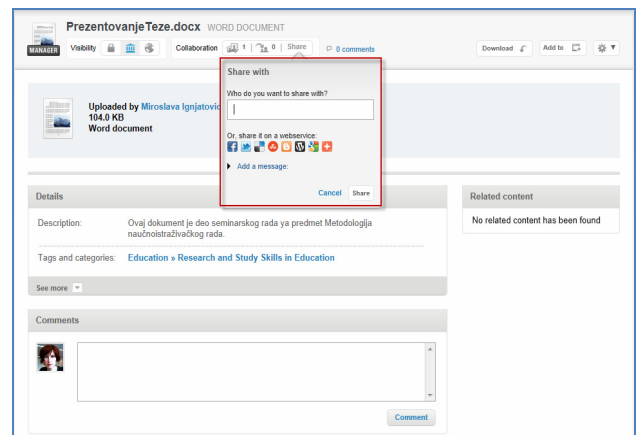 PrezentovanjeTeze.docx WORD DOCUMENT
MANAGER Visibility Collaboration 1 0 Share 0 comments Download Add to
Share with
Who do you want to share with?
Uploaded by Miroslava Ignjatovic
104.0 KB
Word document
Or, share it on a webservice:
Add a message:
Cancel Share
Details
Related content
Description: Ovaj dokument je deo seminarskog rada ya predmet Metodologija
naučnoistraživačkog rada.
No related content has been found
Tags and categories: Education » Research and Study Skills in Education
See more
Comments
Comment